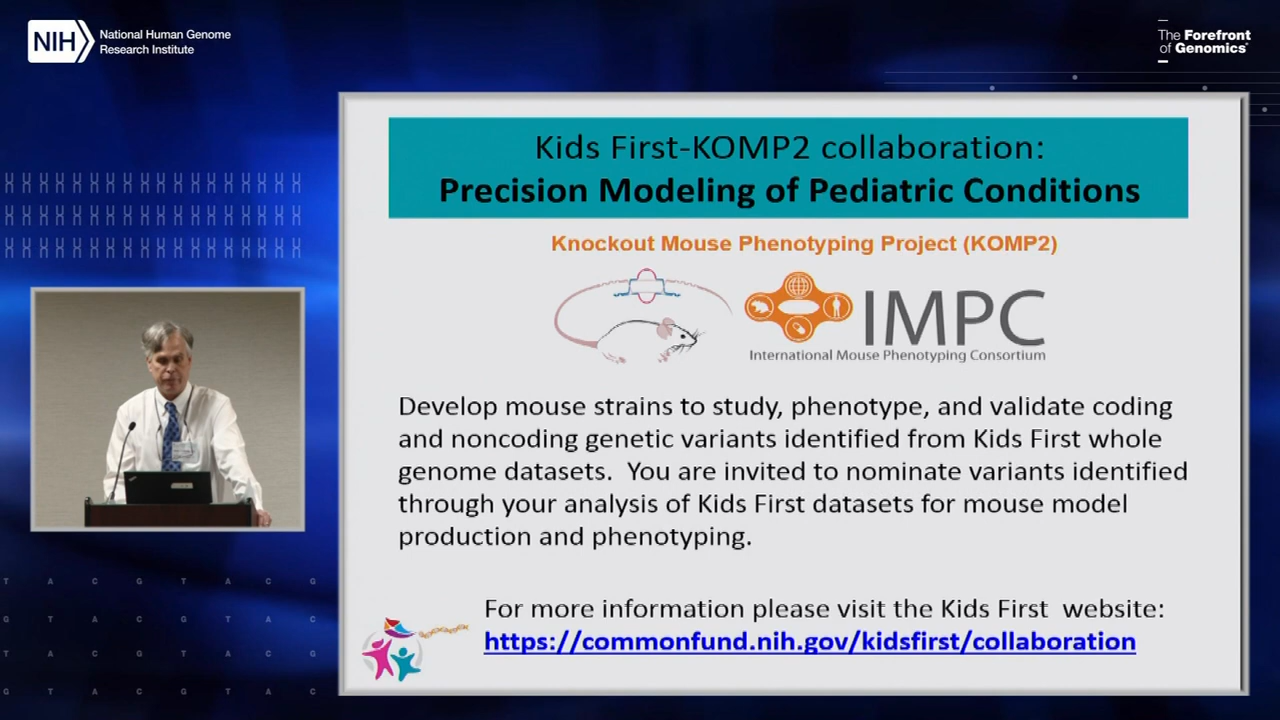 NIH
National Human Genome
Research Institute
The Forefront
of Genomics®
Kids First-KOMP2 collaboration:
Precision Modeling of Pediatric Conditions
Knockout Mouse Phenotyping Project (KOMP2)
IMPC
International Mouse Phenotyping Consortium
Develop mouse strains to study, phenotype, and validate coding
and noncoding genetic variants identified from Kids First whole
genome datasets. You are invited to nominate variants identified
through your analysis of Kids First datasets for mouse model
production and phenotyping.
For more information please visit the Kids First website:
https://commonfund.nih.gov/kidsfirst/collaboration
T A C G T A C G
G T A C G T A C
T A C G T A C G
G T A C G T A C